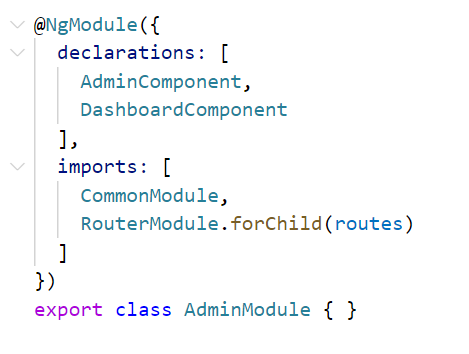 @NgModule({
  declarations: [
    AdminComponent,
    DashboardComponent
  ],
  imports: [
    CommonModule,
    RouterModule.forChild(routes)
  ]
})
export class AdminModule { }